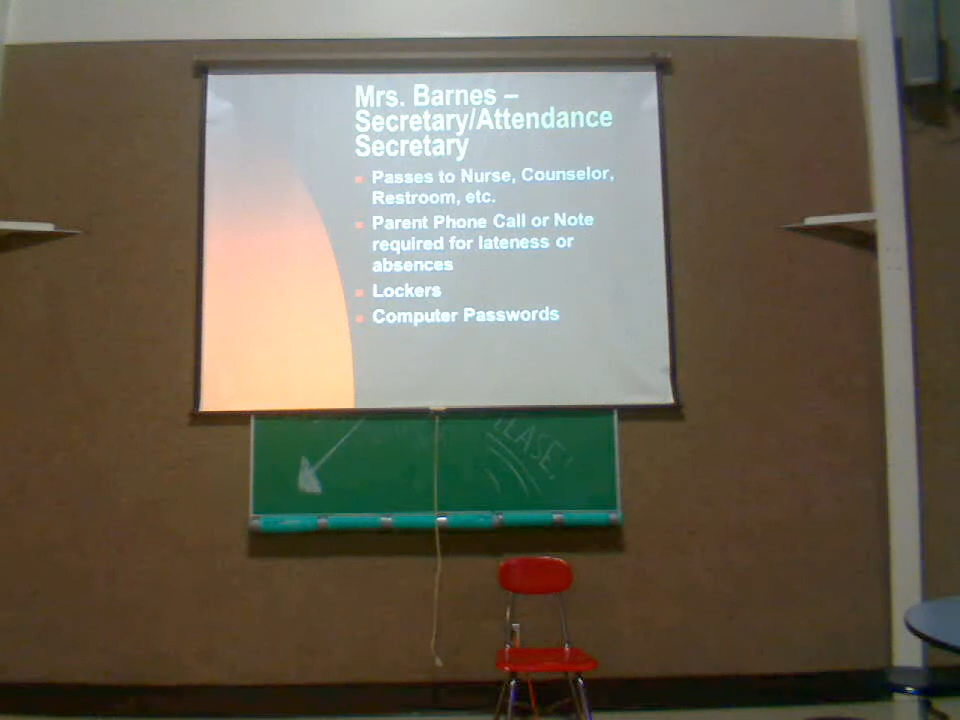 Mrs. Barnes –
Secretary/Attendance
Secretary
Passes to Nurse, Counselor,
Restroom, etc.
Parent Phone Call or Note
required for lateness or
absences
Lockers
Computer Passwords